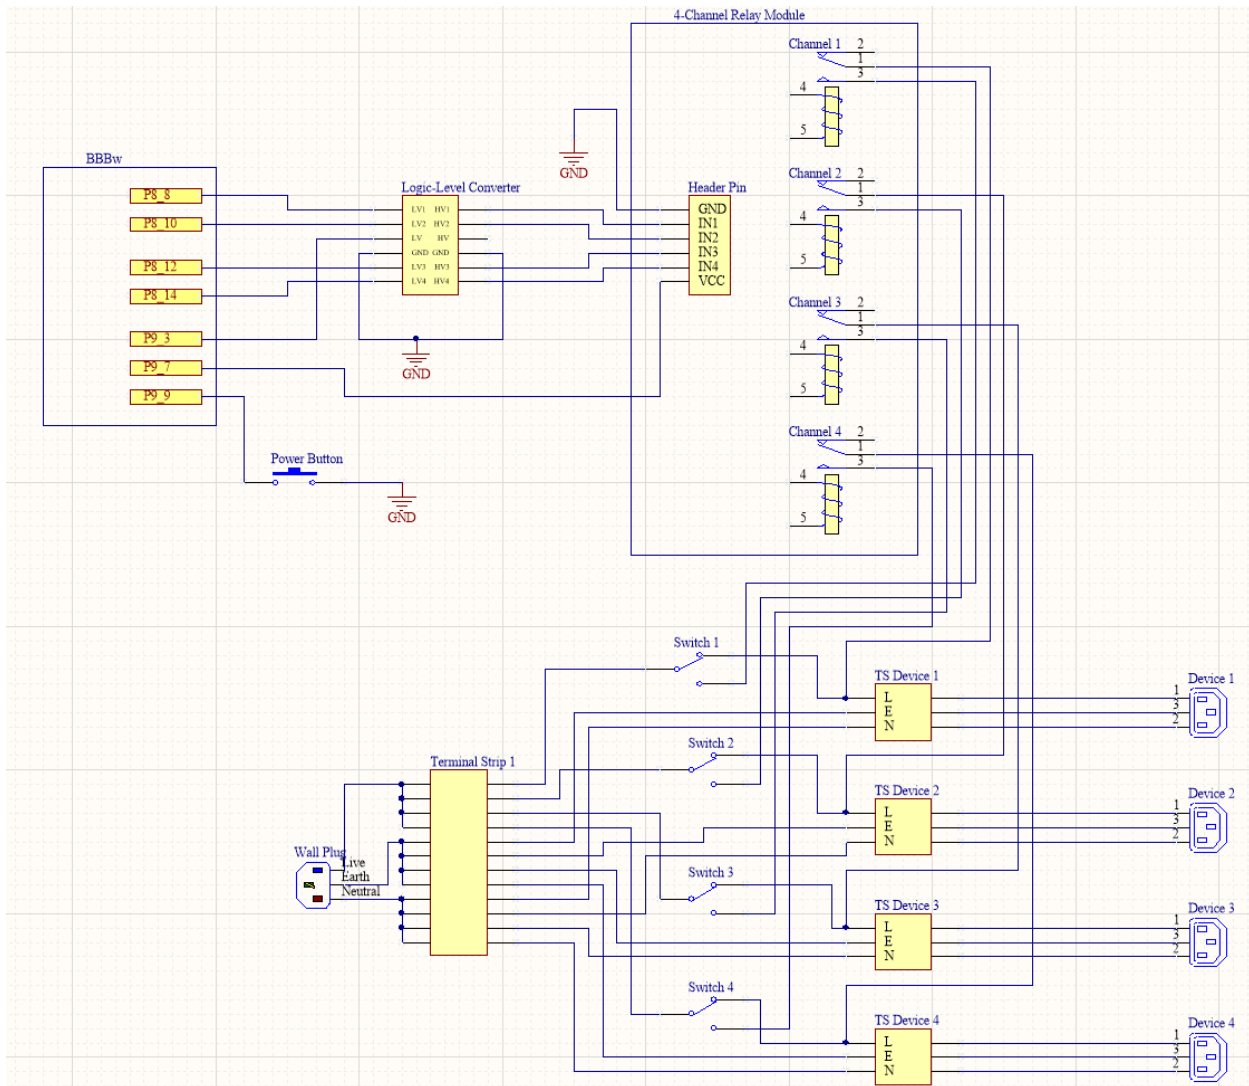 4-Channel Relay Module
Channel 1
2
1
3
4
5
GND
BBBw
P8_8
P8_10
P8_12
P8_14
P9_3
P9_7
P9_9
Logic-Level Converter
LV1 HV1
LV2 HV2
LV HV
GND GND
LV3 HV3
LV4 HV4
GND
Header Pin
GND
IN1
IN2
IN3
IN4
VCC
Channel 2
2
1
3
4
5
Channel 3
2
1
3
4
5
Channel 4
2
1
3
4
5
Power Button
GND
Switch 1
TS Device 1
L
E
N
1
3
2
Device 1
Switch 2
TS Device 2
L
E
N
1
3
2
Device 2
Terminal Strip 1
Wall Plug
Live
Earth
Neutral
Switch 3
TS Device 3
L
E
N
1
3
2
Device 3
Switch 4
TS Device 4
L
E
N
1
3
2
Device 4